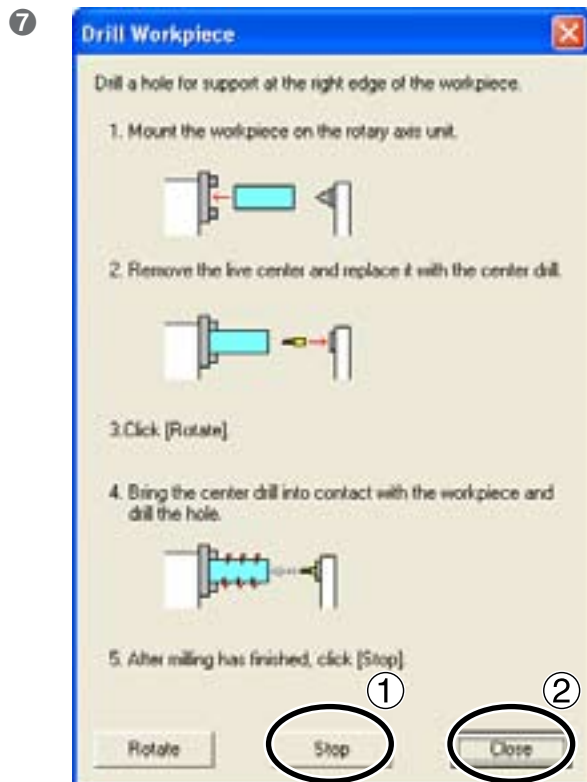 7
Drill Workpiece
Drill a hole for support at the right edge of the workpiece.
1. Mount the workpiece on the rotary axis unit.
2. Remove the live center and replace it with the center drill.
3.Click [Rotate].
4. Bring the center drill into contact with the workpiece and
drill the hole.
5. After milling has finished, click [Stop].
1 2
Rotate Stop Close